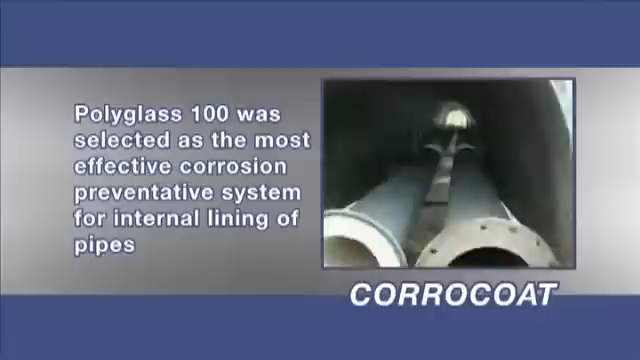 Polyglass 100 was
selected as the most
effective corrosion
preventative system
for internal lining of
pipes
CORROCOAT